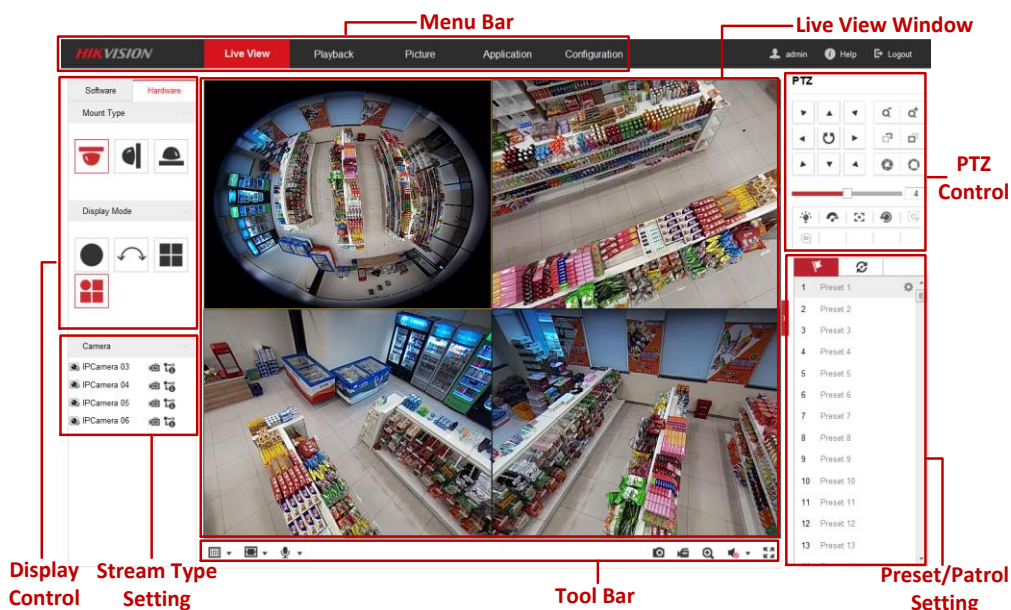 Menu Bar
Live View Window
HIKVISION
Live View
Playback
Picture
Application
Configuration
admin
Help
Logout
Software
Hardware
Mount Type
Display Mode
Camera
IPCamera 03
IPCamera 04
IPCamera 05
IPCamera 06
PTZ
4
PTZ
Control
1 Preset 1
2 Preset 2
3 Preset 3
4 Preset 4
5 Preset 5
6 Preset 6
7 Preset 7
8 Preset 8
9 Preset 9
10 Preset 10
11 Preset 11
12 Preset 12
13 Preset 13
Display
Control
Stream Type
Setting
Tool Bar
Preset/Patrol
Setting